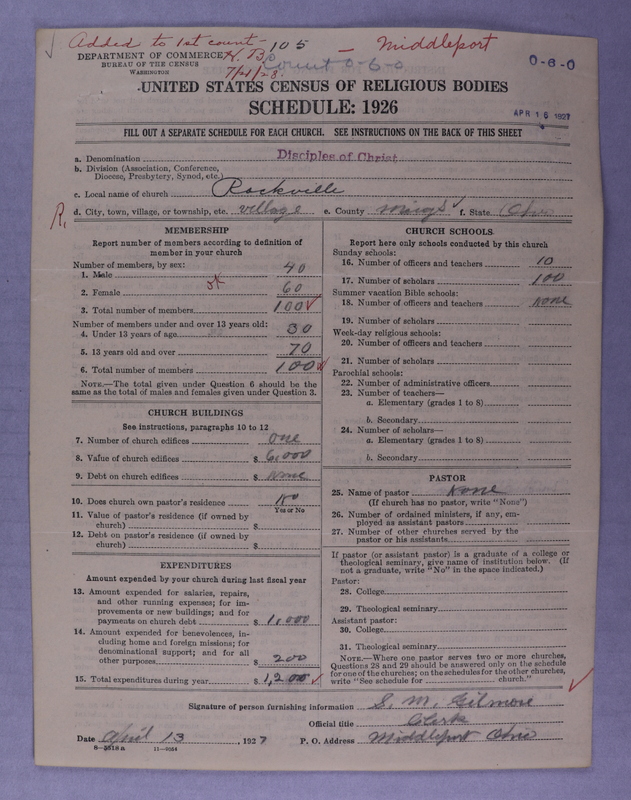 Added to 1st count - 105 - Middleport
DEPARTMENT OF COMMERCE H. B. Count 0-6-0 0-6-0
BUREAU OF THE CENSUS
WASHINGTON 7/21/28
UNITED STATES CENSUS OF RELIGIOUS BODIES
SCHEDULE: 1926
APR 16 1927
FILL OUT A SEPARATE SCHEDULE FOR EACH CHURCH. SEE INSTRUCTIONS ON THE BACK OF THIS SHEET
a. Denomination Disciples of Christ
b. Division (Association, Conference,
Diocese, Presbytery, Synod, etc.)
c. Local name of church Rockville
R. d. City, town, village, or township, etc. village e. County Meigs f. State Ohio
MEMBERSHIP
Report number of members according to definition of
member in your church
Number of members, by sex:
1. Male 40
2. Female 60
3. Total number of members 100
Number of members under and over 13 years old:
4. Under 13 years of age 30
5. 13 years old and over 70
6. Total number of members 100
NOTE.—The total given under Question 6 should be the
same as the total of males and females given under Question 3.
CHURCH BUILDINGS
See instructions, paragraphs 10 to 12
7. Number of church edifices one
8. Value of church edifices $ 6,000
9. Debt on church edifices $ none
10. Does church own pastor's residence No
Yes or No
11. Value of pastor's residence (if owned by
church) $
12. Debt on pastor's residence (if owned by
church) $
EXPENDITURES
Amount expended by your church during last fiscal year
13. Amount expended for salaries, repairs,
and other running expenses; for im-
provements or new buildings; and for
payments on church debt $ 1,000
14. Amount expended for benevolences, in-
cluding home and foreign missions; for
denominational support; and for all
other purposes $ 200
15. Total expenditures during year $ 1,200
CHURCH SCHOOLS
Report here only schools conducted by this church
Sunday schools:
16. Number of officers and teachers 10
17. Number of scholars 100
Summer vacation Bible schools:
18. Number of officers and teachers none
19. Number of scholars
Week-day religious schools:
20. Number of officers and teachers
21. Number of scholars
Parochial schools:
22. Number of administrative officers
23. Number of teachers—
a. Elementary (grades 1 to 8)
b. Secondary
24. Number of scholars—
a. Elementary (grades 1 to 8)
b. Secondary
PASTOR
25. Name of pastor None
(If church has no pastor, write "None")
26. Number of ordained ministers, if any, em-
ployed as assistant pastors
27. Number of other churches served by the
pastor or his assistants
If pastor (or assistant pastor) is a graduate of a college or
theological seminary, give name of institution below. (If
not a graduate, write "No" in the space indicated.)
Pastor:
28. College
29. Theological seminary
Assistant pastor:
30. College
31. Theological seminary
NOTE.—Where one pastor serves two or more churches,
Questions 28 and 29 should be answered only on the schedule
for one of the churches; on the schedules for the other churches,
write "See schedule for church."
Signature of person furnishing information S. M. Gilmore
Official title Clerk
Date April 13, 1927 P. O. Address Middleport Ohio
8-5518a 11-9554